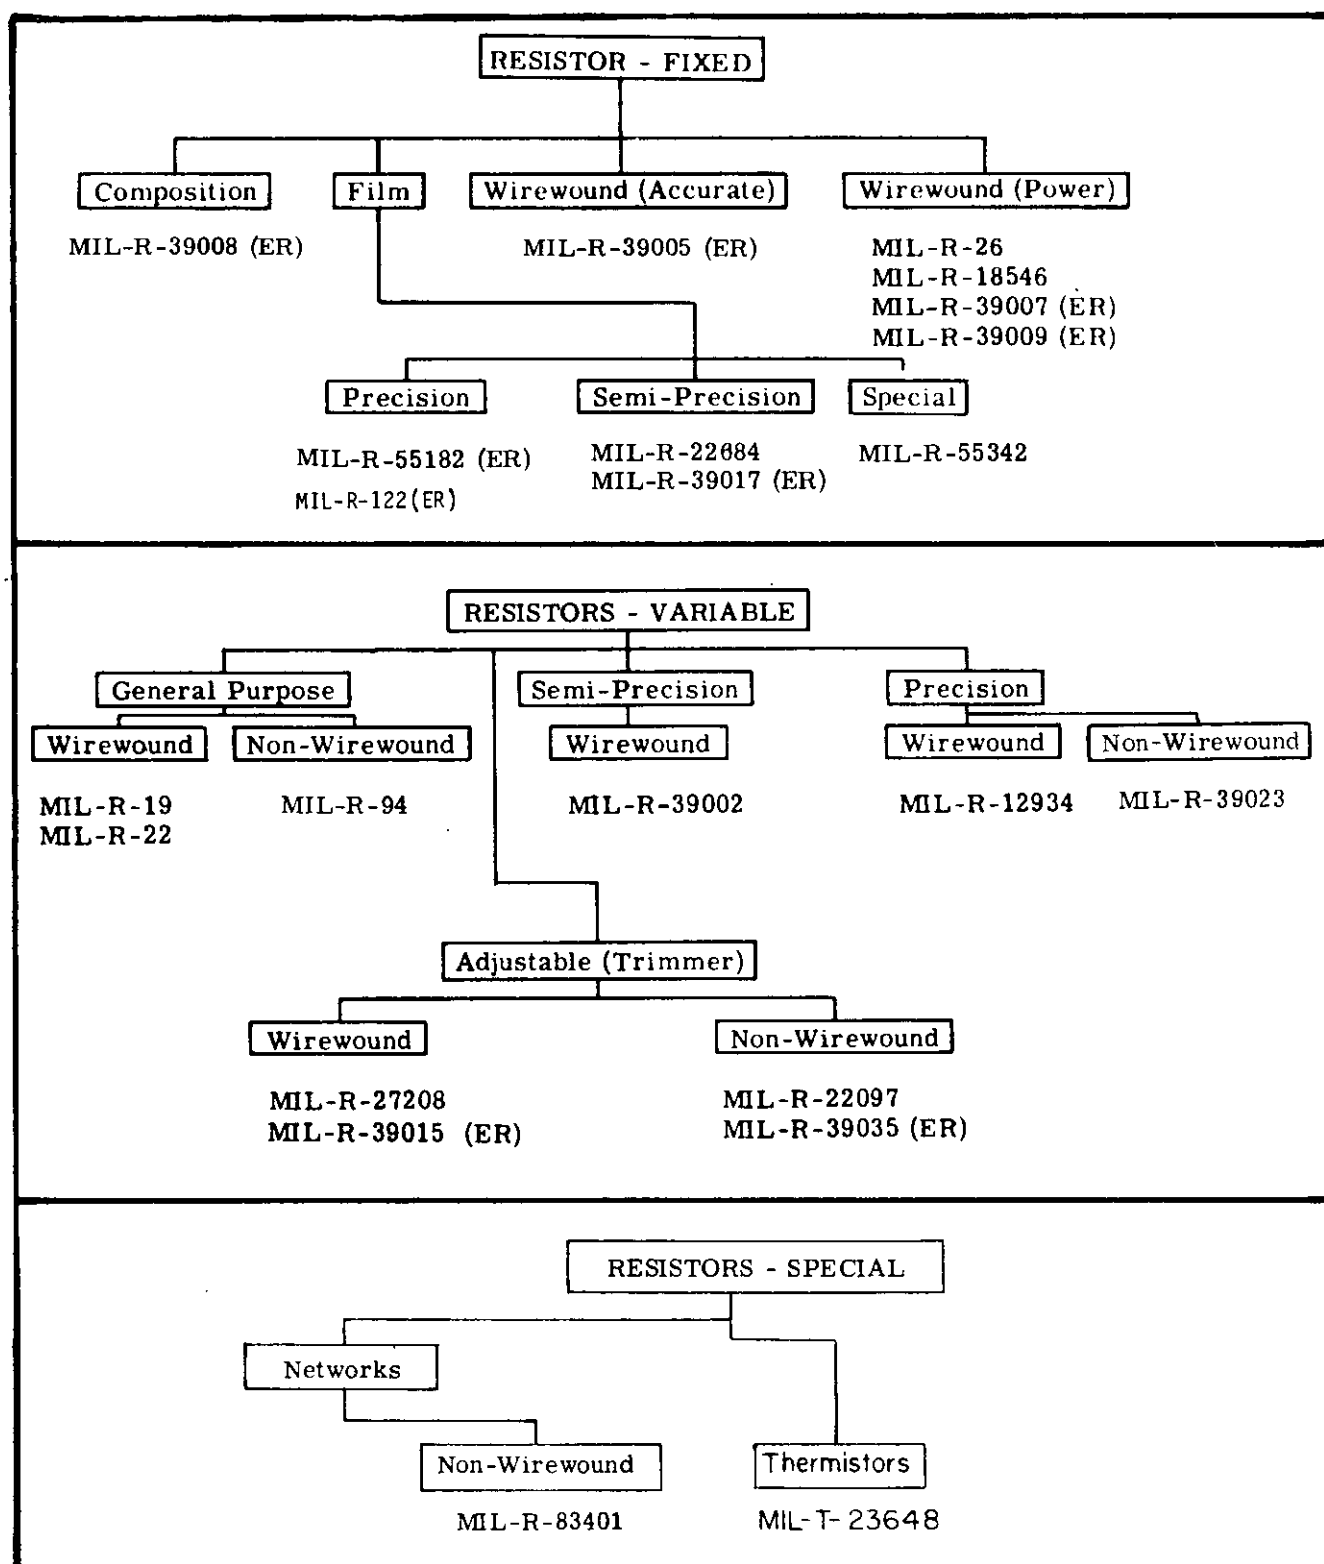 RESISTOR - FIXED
Composition
Film
Wirewound (Accurate)
Wirewound (Power)
MIL-R-39008 (ER)
MIL-R-39005 (ER)
MIL-R-26
MIL-R-18546
MIL-R-39007 (ER)
MIL-R-39009 (ER)
Precision
Semi-Precision
Special
MIL-R-55182 (ER)
MIL-R-122(ER)
MIL-R-22684
MIL-R-39017 (ER)
MIL-R-55342
RESISTORS - VARIABLE
General Purpose
Semi-Precision
Precision
Wirewound
Non-Wirewound
Wirewound
Wirewound
Non-Wirewound
MIL-R-19
MIL-R-22
MIL-R-94
MIL-R-39002
MIL-R-12934
MIL-R-39023
Adjustable (Trimmer)
Wirewound
Non-Wirewound
MIL-R-27208
MIL-R-39015 (ER)
MIL-R-22097
MIL-R-39035 (ER)
RESISTORS - SPECIAL
Networks
Non-Wirewound
Thermistors
MIL-R-83401
MIL-T-23648